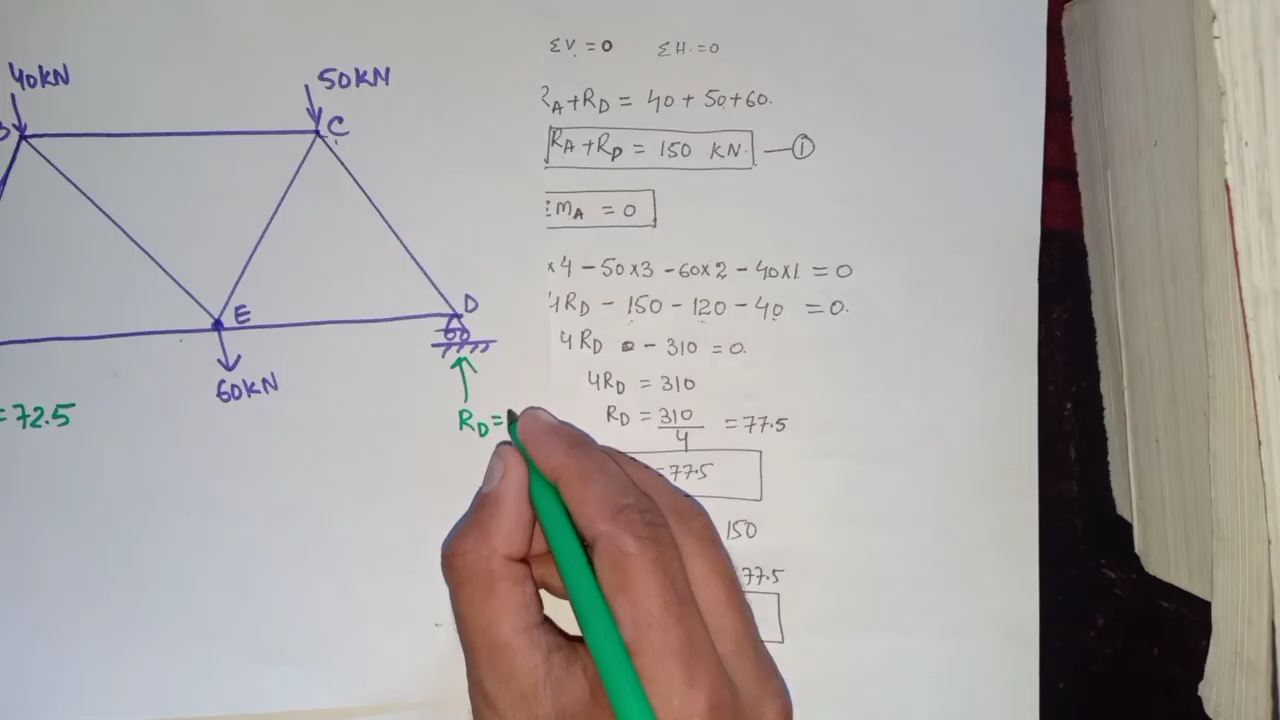 40KN
50KN
B
C
E
D
60KN
= 72.5
R_D =
ΣV. = 0 ΣH. = 0
R_A + R_D = 40 + 50 + 60.
R_A + R_D = 150 KN. — ①
ΣM_A = 0
× 4 − 50×3 − 60×2 − 40×1 = 0
4R_D − 150 − 120 − 40 = 0.
4R_D − 310 = 0.
4R_D = 310
R_D = 310/4 = 77.5
= 77.5
150
77.5